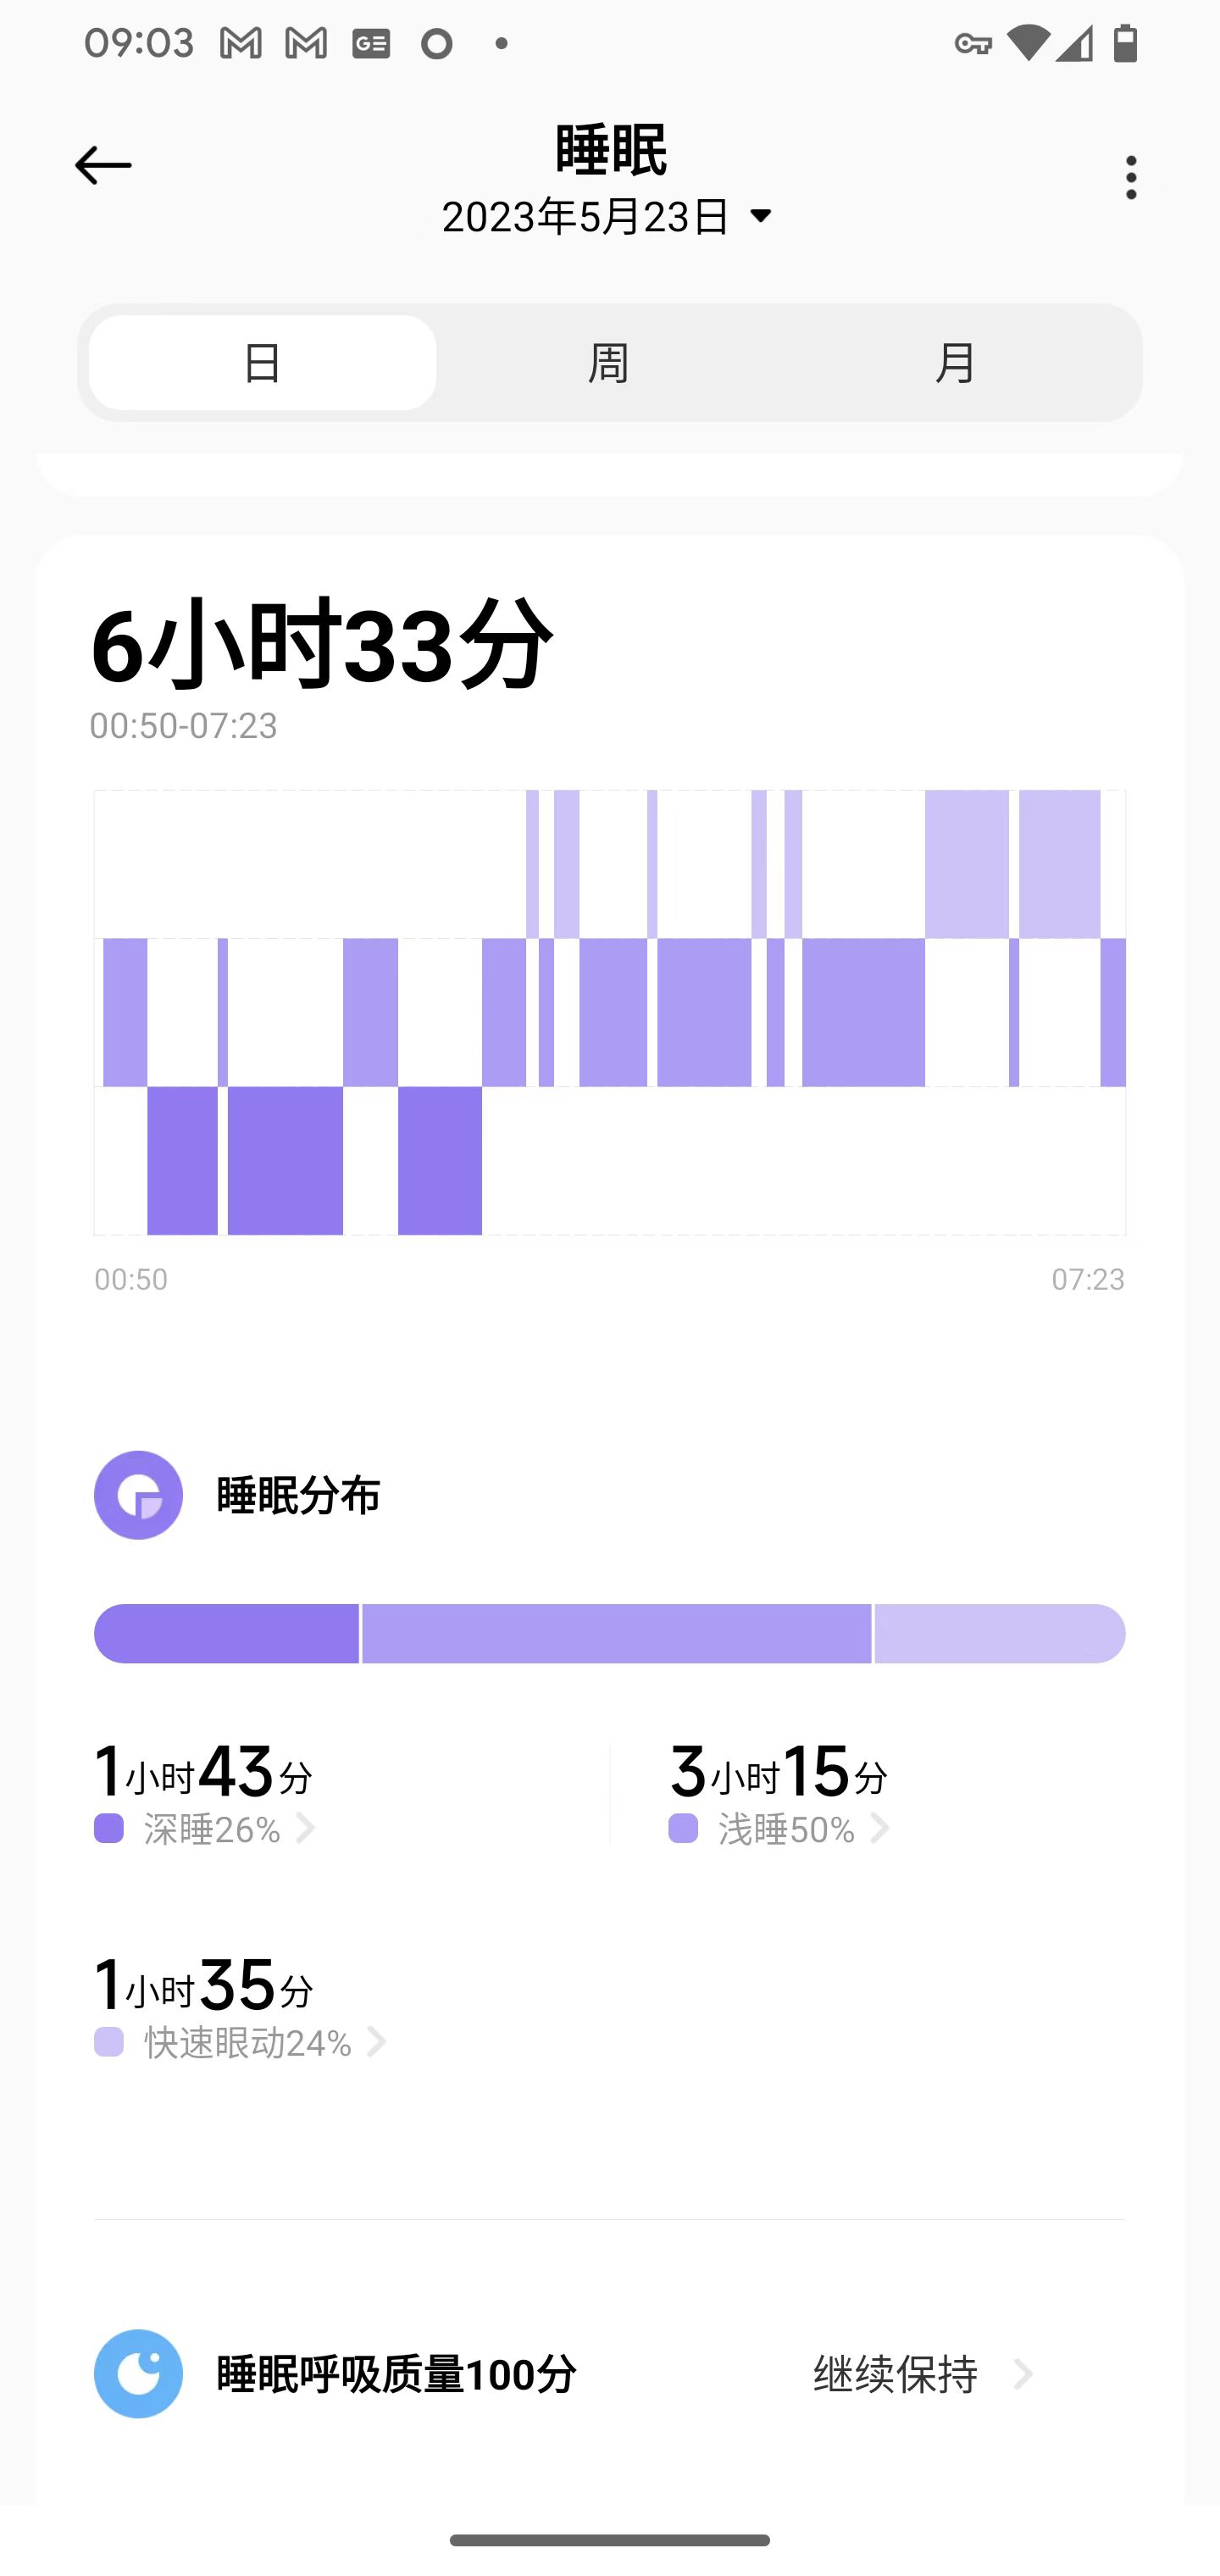 09:03
睡眠
2023年5月23日
日 周 月
6小时33分
00:50-07:23
00:50 07:23
睡眠分布
1小时43分 3小时15分
深睡26% 浅睡50%
1小时35分
快速眼动24%
睡眠呼吸质量100分 继续保持